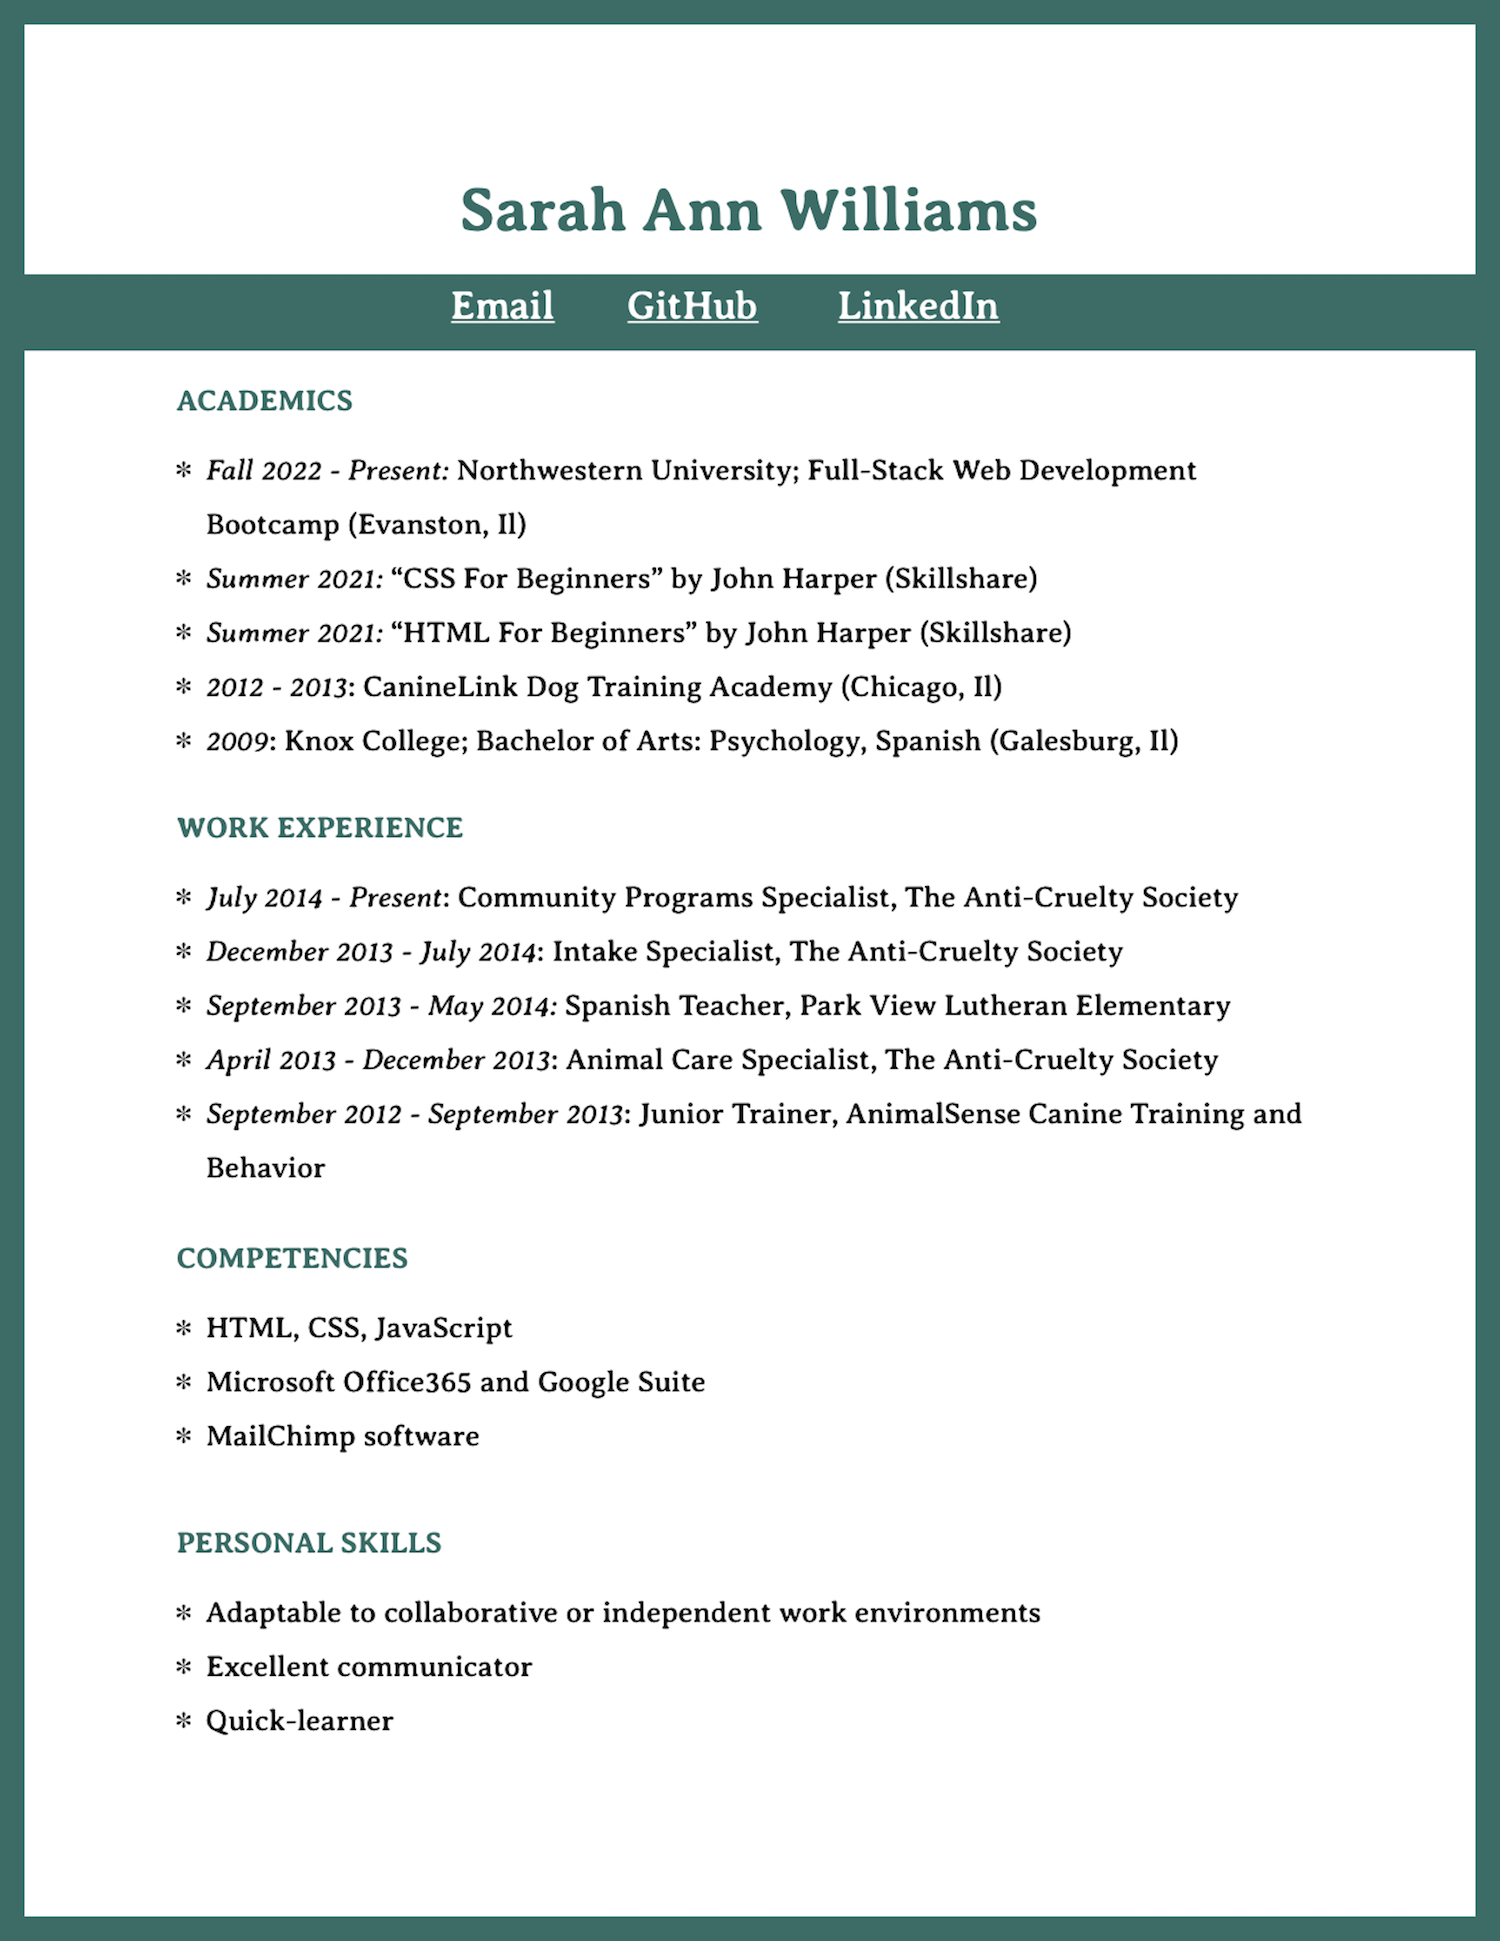 Sarah Ann Williams
Email GitHub LinkedIn
ACADEMICS
* Fall 2022 - Present: Northwestern University; Full-Stack Web Development
Bootcamp (Evanston, Il)
* Summer 2021: “CSS For Beginners” by John Harper (Skillshare)
* Summer 2021: “HTML For Beginners” by John Harper (Skillshare)
* 2012 - 2013: CanineLink Dog Training Academy (Chicago, Il)
* 2009: Knox College; Bachelor of Arts: Psychology, Spanish (Galesburg, Il)
WORK EXPERIENCE
* July 2014 - Present: Community Programs Specialist, The Anti-Cruelty Society
* December 2013 - July 2014: Intake Specialist, The Anti-Cruelty Society
* September 2013 - May 2014: Spanish Teacher, Park View Lutheran Elementary
* April 2013 - December 2013: Animal Care Specialist, The Anti-Cruelty Society
* September 2012 - September 2013: Junior Trainer, AnimalSense Canine Training and
Behavior
COMPETENCIES
* HTML, CSS, JavaScript
* Microsoft Office365 and Google Suite
* MailChimp software
PERSONAL SKILLS
* Adaptable to collaborative or independent work environments
* Excellent communicator
* Quick-learner